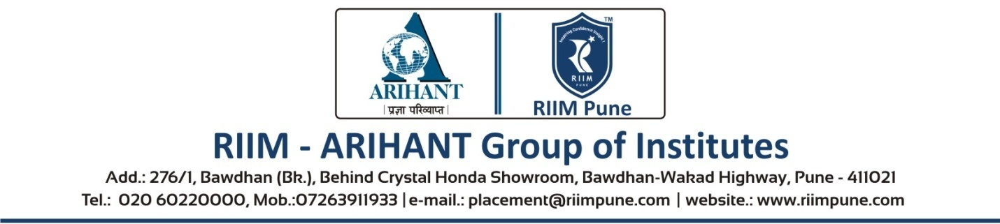 ARIHANT
| प्रज्ञा परिव्याप्त |
TM
Inspiring Confidence Insight !
RIIM
PUNE
RIIM Pune
RIIM - ARIHANT Group of Institutes
Add.: 276/1, Bawdhan (Bk.), Behind Crystal Honda Showroom, Bawdhan-Wakad Highway, Pune - 411021
Tel.: 020 60220000, Mob.:07263911933 | e-mail.: placement@riimpune.com | website.: www.riimpune.com